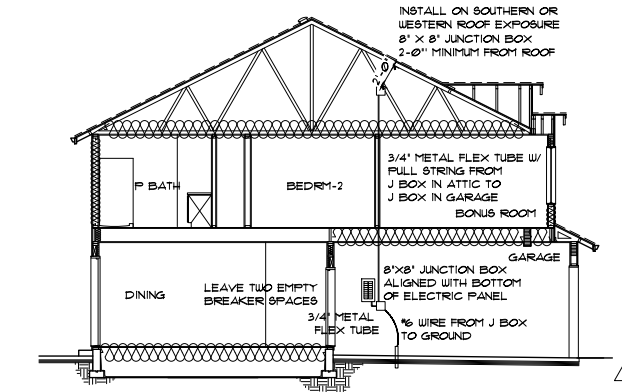 INSTALL ON SOUTHERN OR
WESTERN ROOF EXPOSURE
8" X 8" JUNCTION BOX
2-Ø" MINIMUM FROM ROOF
2'-Ø"
3/4" METAL FLEX TUBE W/
PULL STRING FROM
J BOX IN ATTIC TO
J BOX IN GARAGE
P BATH
BEDRM-2
BONUS ROOM
GARAGE
8"X8" JUNCTION BOX
ALIGNED WITH BOTTOM
OF ELECTRIC PANEL
DINING
LEAVE TWO EMPTY
BREAKER SPACES
3/4" METAL
FLEX TUBE
#6 WIRE FROM J BOX
TO GROUND